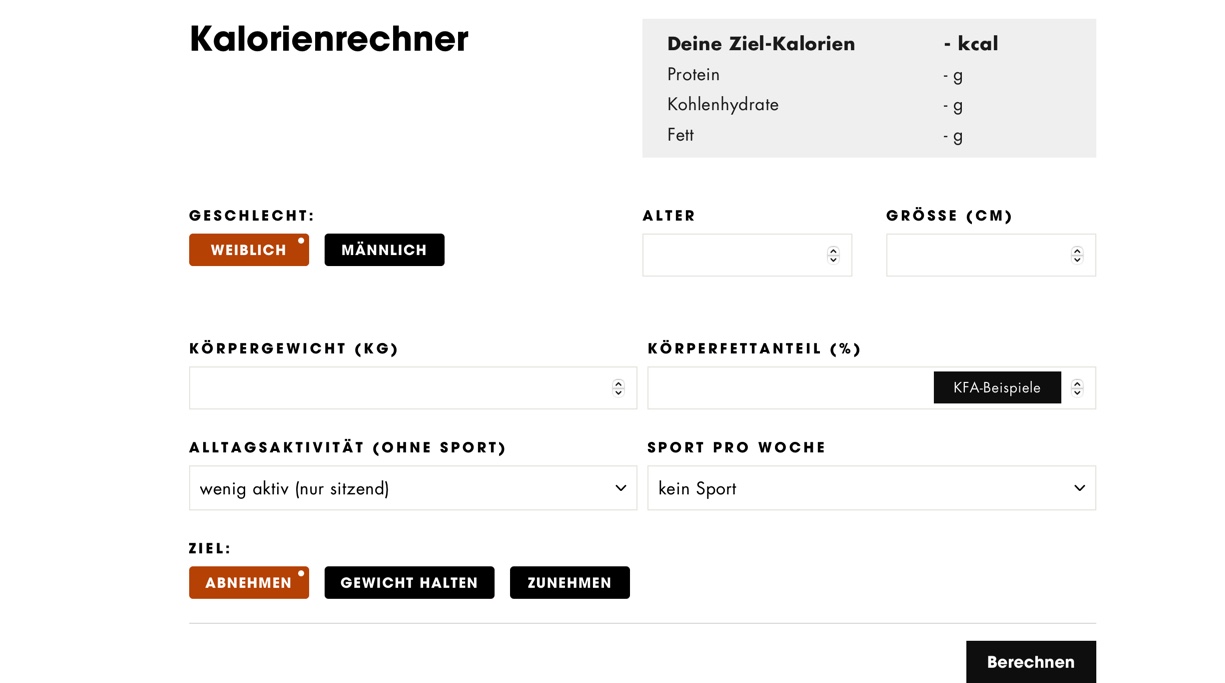 Kalorienrechner
Deine Ziel-Kalorien - kcal
Protein - g
Kohlenhydrate - g
Fett - g
GESCHLECHT:
WEIBLICH MÄNNLICH
ALTER
GRÖSSE (CM)
KÖRPERGEWICHT (KG)
KÖRPERFETTANTEIL (%)
KFA-Beispiele
ALLTAGSAKTIVITÄT (OHNE SPORT)
wenig aktiv (nur sitzend)
SPORT PRO WOCHE
kein Sport
ZIEL:
ABNEHMEN GEWICHT HALTEN ZUNEHMEN
Berechnen